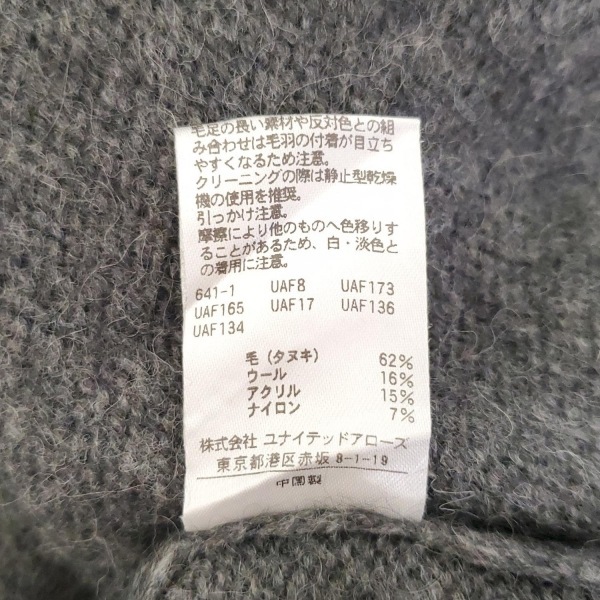 毛足の長い素材や反対色との組
み合わせは毛羽の付着が目立ち
やすくなるため注意。
クリーニングの際は静止型乾燥
機の使用を推奨。
引っかけ注意。
摩擦により他のものへ色移りす
ることがあるため、白・淡色と
の着用に注意。
641-1 UAF8 UAF173
UAF165 UAF17 UAF136
UAF134
毛（タヌキ） 62%
ウール 16%
アクリル 15%
ナイロン 7%
株式会社 ユナイテッドアローズ
東京都港区赤坂 8-1-19
中国製